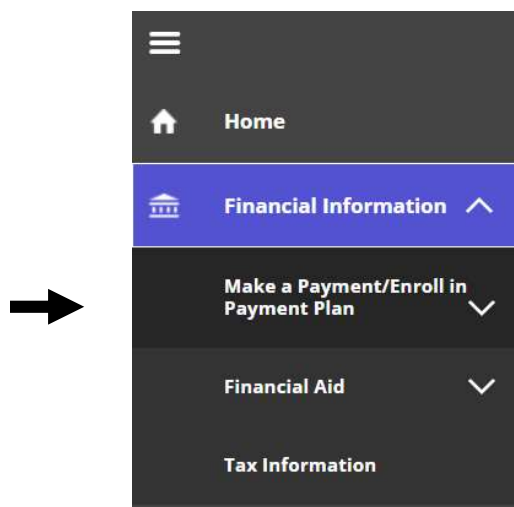 Home
Financial Information
Make a Payment/Enroll in
Payment Plan
Financial Aid
Tax Information